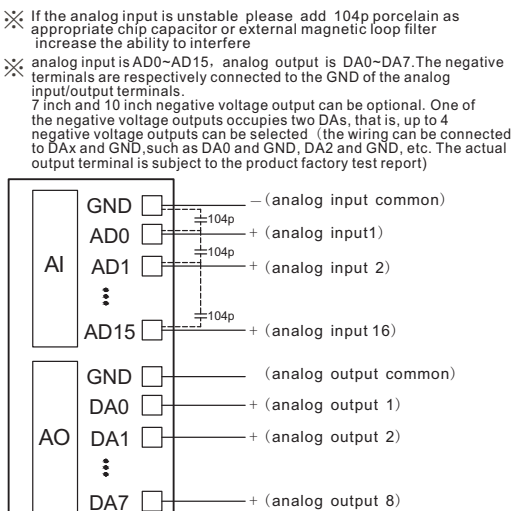 ※ If the analog input is unstable please add 104p porcelain as
appropriate chip capacitor or external magnetic loop filter
increase the ability to interfere
※ analog input is AD0~AD15, analog output is DA0~DA7.The negative
terminals are respectively connected to the GND of the analog
input/output terminals.
7 inch and 10 inch negative voltage output can be optional. One of
the negative voltage outputs occupies two DAs, that is, up to 4
negative voltage outputs can be selected (the wiring can be connected
to DAx and GND,such as DA0 and GND, DA2 and GND, etc. The actual
output terminal is subject to the product factory test report)
GND －(analog input common)
104p
AD0 + (analog input1)
104p
AI AD1 + (analog input 2)
104p
AD15 + (analog input 16)
GND (analog output common)
DA0 + (analog output 1)
AO DA1 + (analog output 2)
DA7 + (analog output 8)